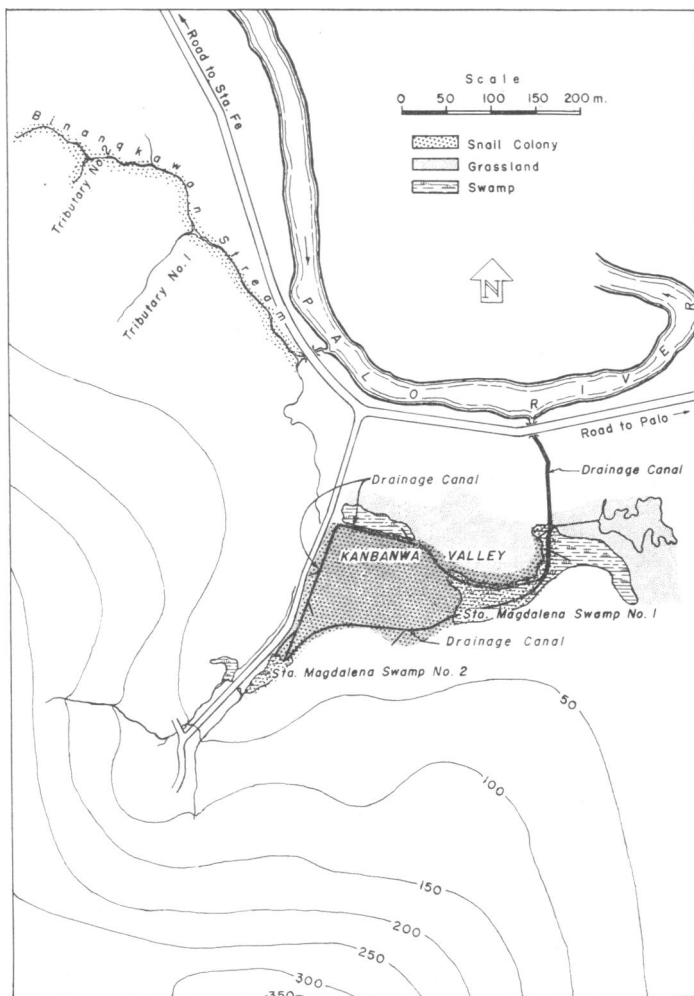 Road to Sta. Fe
Scale
0 50 100 150 200 m.
Snail Colony
Grassland
Swamp
Binangkawan Stream
Tributary No. 2
Tributary No. 1
N
PALO RIVER
Road to Palo
Drainage Canal
Drainage Canal
KANBANWA VALLEY
Sta. Magdalena Swamp No. 1
Drainage Canal
Sta. Magdalena Swamp No. 2
50
100
150
200
250
300
350